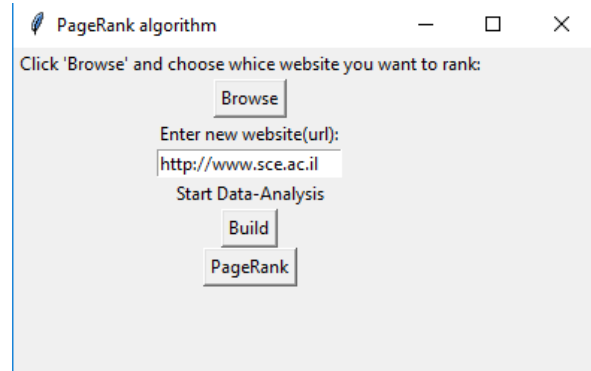 PageRank algorithm
Click 'Browse' and choose whice website you want to rank:
Browse
Enter new website(url):
http://www.sce.ac.il
Start Data-Analysis
Build
PageRank